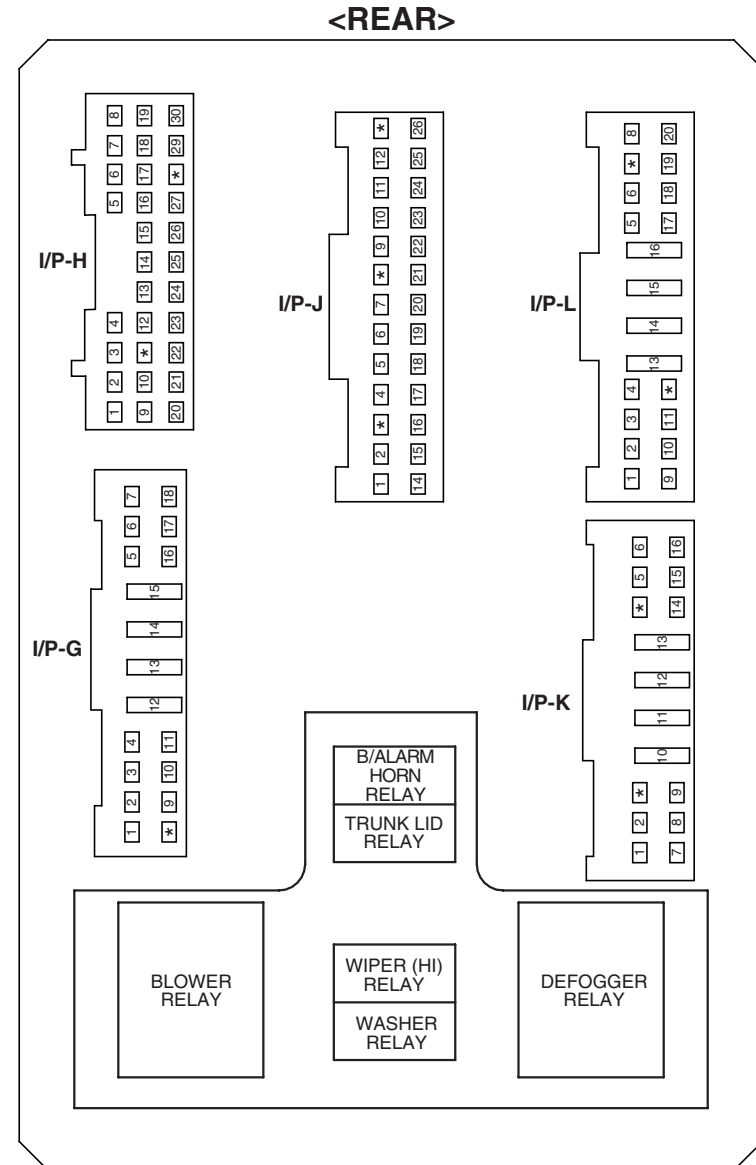 <REAR>
8 19 30
7 18 29
6 17 *
5 16 27
15 26
14 25
13 24
4 12 23
3 * 22
2 10 21
1 9 20
I/P-H
* 26
12 25
11 24
10 23
9 22
* 21
7 20
6 19
5 18
4 17
* 16
2 15
1 14
I/P-J
8 20
* 19
6 18
5 17
16
15
14
13
4 *
3 11
2 10
1 9
I/P-L
7 18
6 17
5 16
15
14
13
12
4 11
3 10
2 9
1 *
I/P-G
6 16
5 15
* 14
13
12
11
10
* 9
2 8
1 7
I/P-K
B/ALARM
HORN
RELAY
TRUNK LID
RELAY
BLOWER
RELAY
WIPER (HI)
RELAY
WASHER
RELAY
DEFOGGER
RELAY